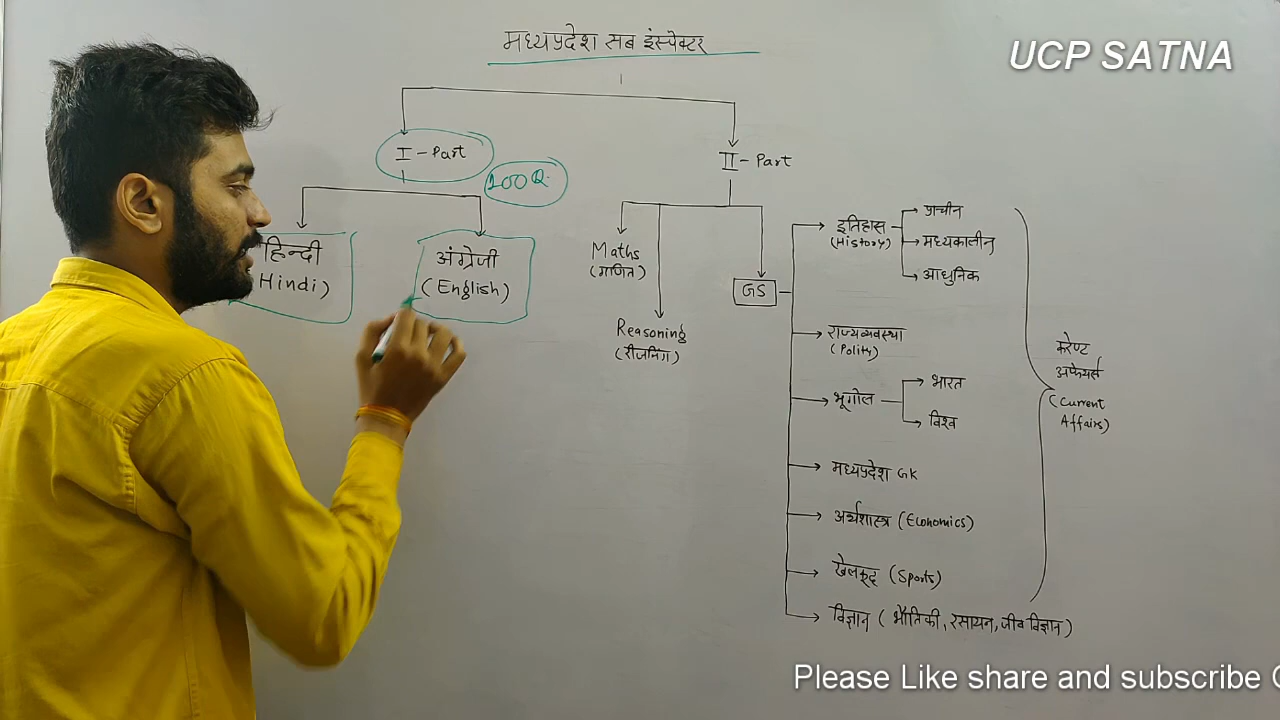 मध्यप्रदेश सब इंस्पेक्टर
UCP SATNA
I - Part
200 Q.
II - Part
हिन्दी
Hindi)
अंग्रेजी
(English)
Maths
(गणित)
Reasoning
(रीजनिंग)
GS
इतिहास
(History)
प्राचीन
मध्यकालीन
आधुनिक
राज्यव्यवस्था
(Polity)
भूगोल
भारत
विश्व
मध्यप्रदेश GK
अर्थशास्त्र (Economics)
खेलकूद (Sports)
विज्ञान ( भौतिकी, रसायन, जीव विज्ञान )
करेण्ट
अफेयर्स
(Current
Affairs)
Please Like share and subscribe